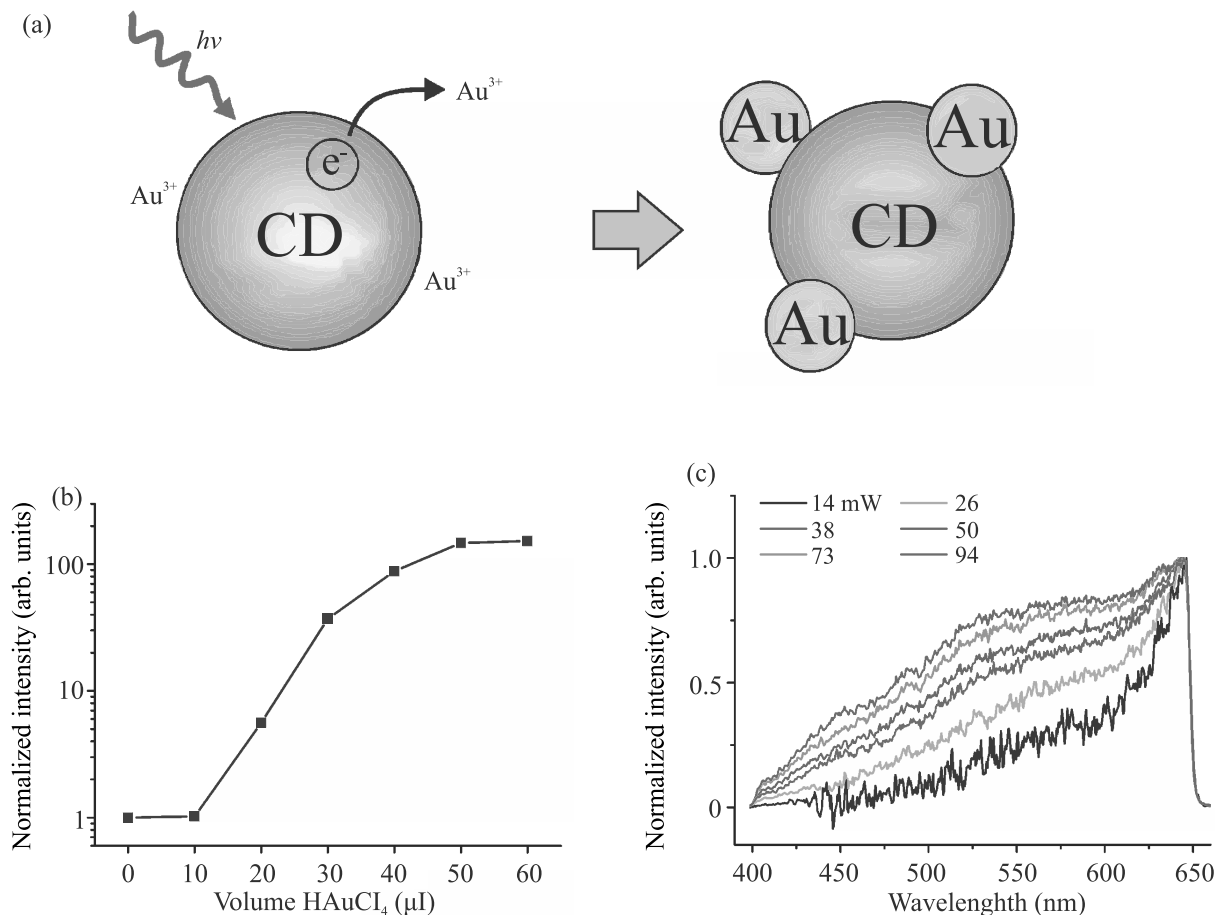 (a)
hν
Au³⁺
e⁻
Au³⁺
CD
Au³⁺
Au
Au
CD
Au
(b)
Normalized intensity (arb. units)
100
10
1
0 10 20 30 40 50 60
Volume HAuCI₄ (μI)
(c)
Normalized intensity (arb. units)
14 mW 26
38 50
73 94
1.0
0.5
0
400 450 500 550 600 650
Wavelenghth (nm)